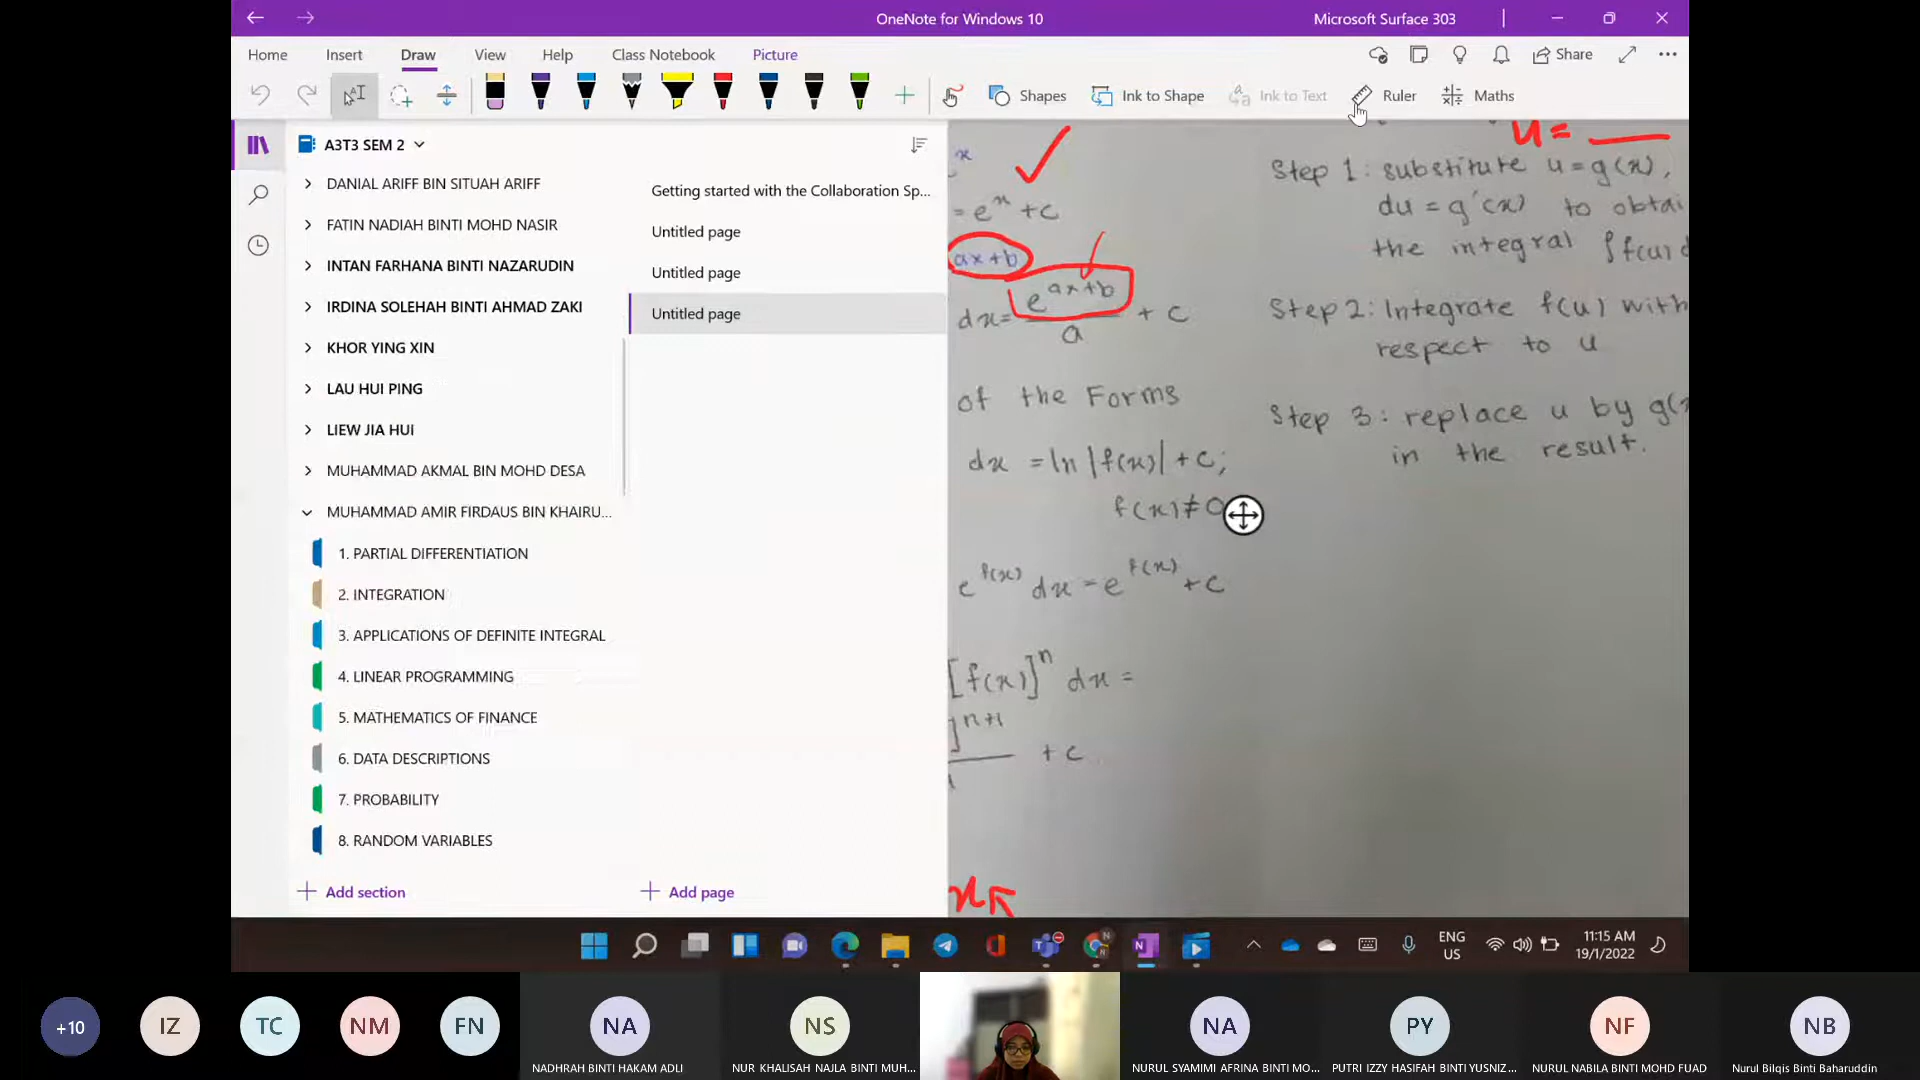 OneNote for Windows 10
Microsoft Surface 303
Home Insert Draw View Help Class Notebook Picture
Share
Shapes Ink to Shape Ink to Text Ruler Maths
A3T3 SEM 2
DANIAL ARIFF BIN SITUAH ARIFF
FATIN NADIAH BINTI MOHD NASIR
INTAN FARHANA BINTI NAZARUDIN
IRDINA SOLEHAH BINTI AHMAD ZAKI
KHOR YING XIN
LAU HUI PING
LIEW JIA HUI
MUHAMMAD AKMAL BIN MOHD DESA
MUHAMMAD AMIR FIRDAUS BIN KHAIRU...
1. PARTIAL DIFFERENTIATION
2. INTEGRATION
3. APPLICATIONS OF DEFINITE INTEGRAL
4. LINEAR PROGRAMMING
5. MATHEMATICS OF FINANCE
6. DATA DESCRIPTIONS
7. PROBABILITY
8. RANDOM VARIABLES
Add section
Getting started with the Collaboration Sp...
Untitled page
Untitled page
Untitled page
Add page
x
= e^x + c
ax+b
dx = e^(ax+b)/a + c
of the Forms
dx = ln |f(x)| + c;
f(x) ≠ 0
e^f(x) dx = e^f(x) + c
[f(x)]^n dx =
]^n+1
+ c
x
u = ___
Step 1: substitute u = g(x),
du = g'(x) to obtai
the integral ∫f(u) d
Step 2: Integrate f(u) with
respect to u
Step 3: replace u by g(x
in the result.
ENG
US
11:15 AM
19/1/2022
+10 IZ TC NM FN NA NS NA PY NF NB
NADHRAH BINTI HAKAM ADLI
NUR KHALISAH NAJLA BINTI MUH...
NURUL SYAMIMI AFRINA BINTI MO...
PUTRI IZZY HASIFAH BINTI YUSNIZ...
NURUL NABILA BINTI MOHD FUAD
Nurul Bilqis Binti Baharuddin